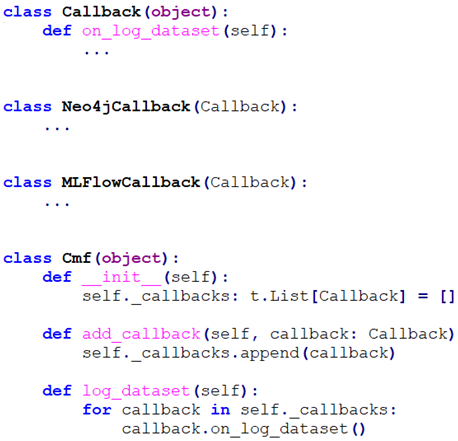 class Callback(object):
    def on_log_dataset(self):
        ...
class Neo4jCallback(Callback):
    ...
class MLFlowCallback(Callback):
    ...
class Cmf(object):
    def __init__(self):
        self._callbacks: t.List[Callback] = []
    def add_callback(self, callback: Callback)
        self._callbacks.append(callback)
    def log_dataset(self):
        for callback in self._callbacks:
            callback.on_log_dataset()